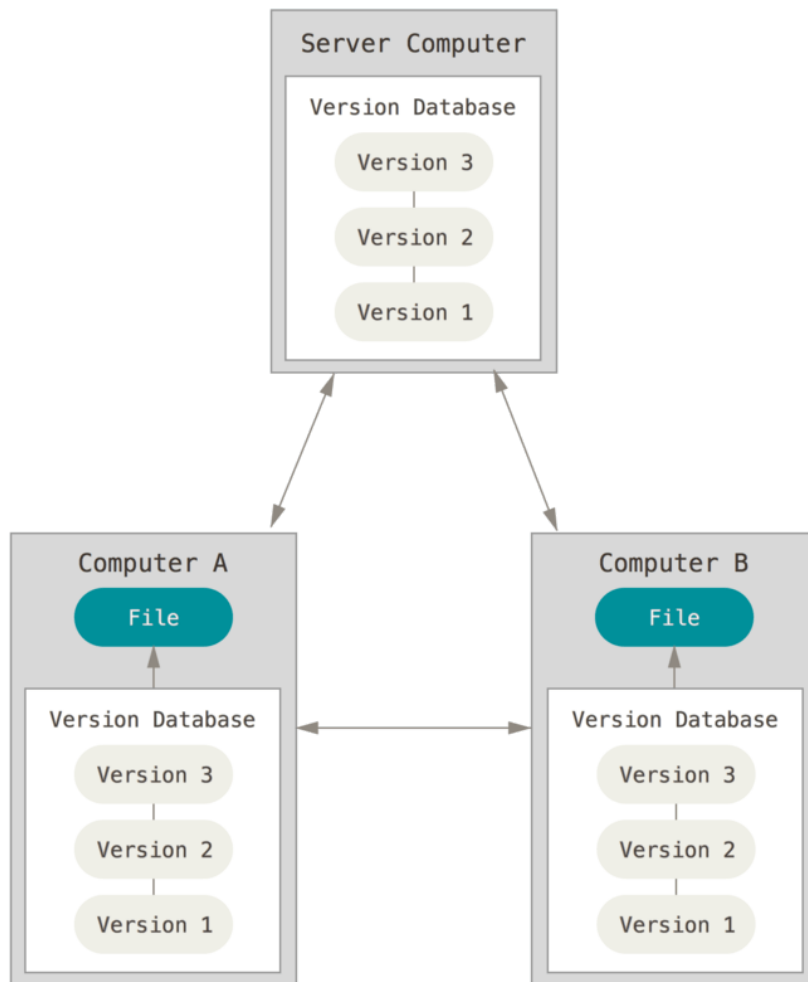 Server Computer
Version Database
Version 3
Version 2
Version 1
Computer A
File
Version Database
Version 3
Version 2
Version 1
Computer B
File
Version Database
Version 3
Version 2
Version 1